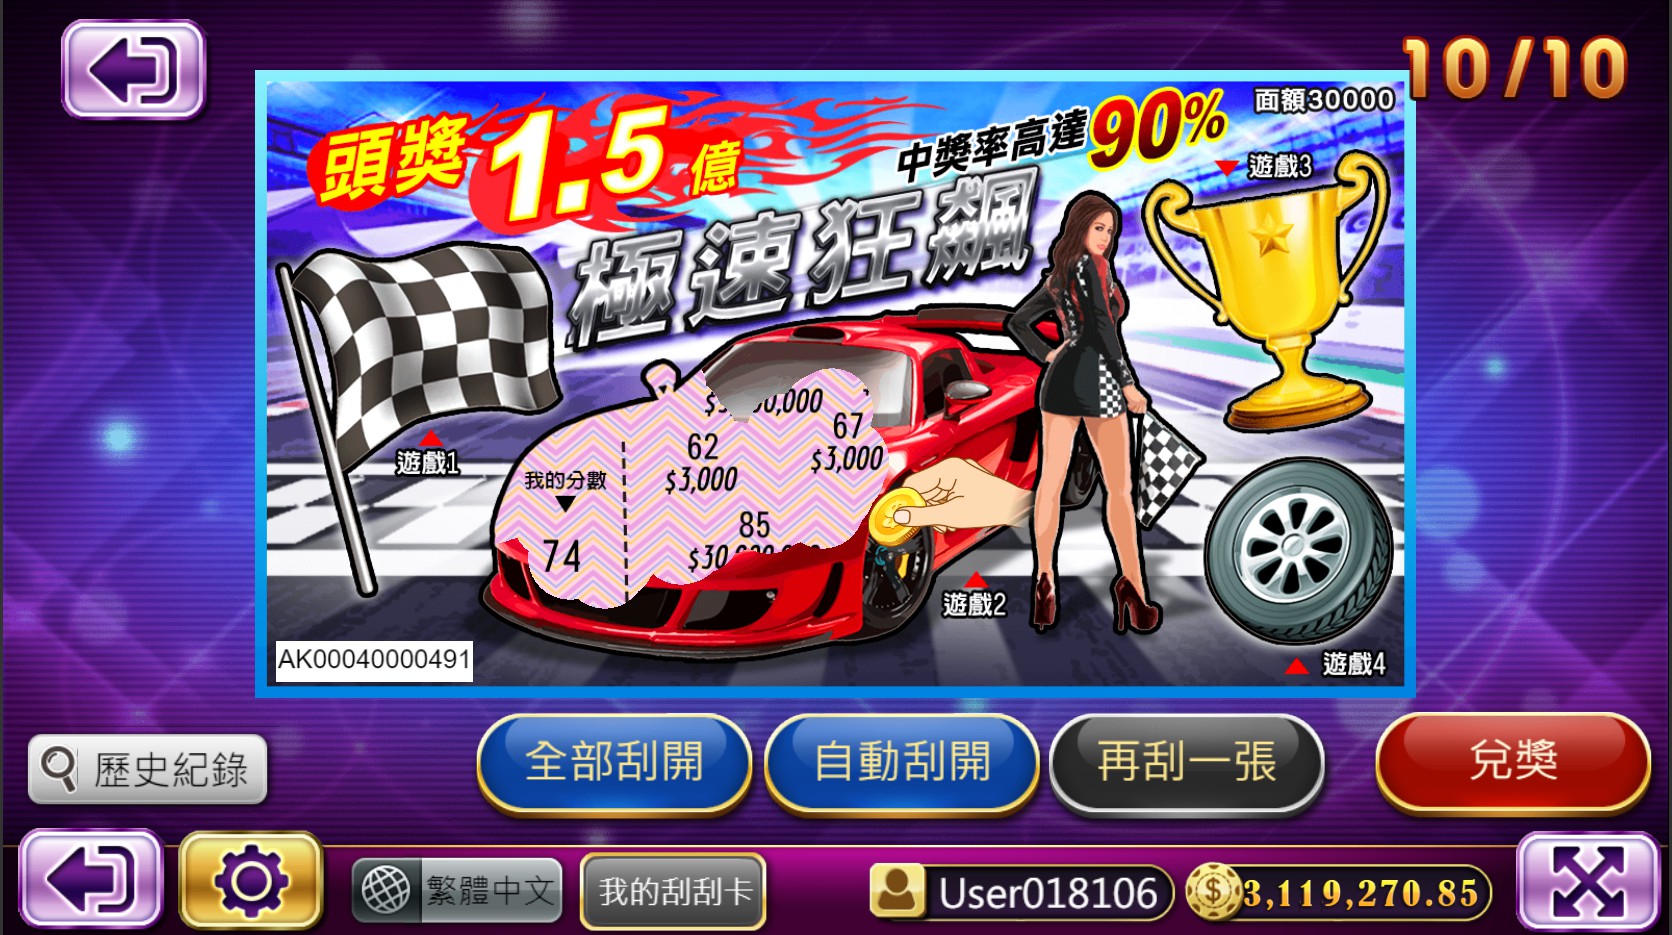 10/10
面額30000
頭獎1.5億
中獎率高達90%
遊戲3
極速狂飆
67
62
$3,000
$3,000
我的分數
遊戲1
85
74
遊戲2
AK00040000491
遊戲4
全部刮開
自動刮開
再刮一張
兌獎
歷史紀錄
繁體中文
我的刮刮卡
User018106
3,119,270.85